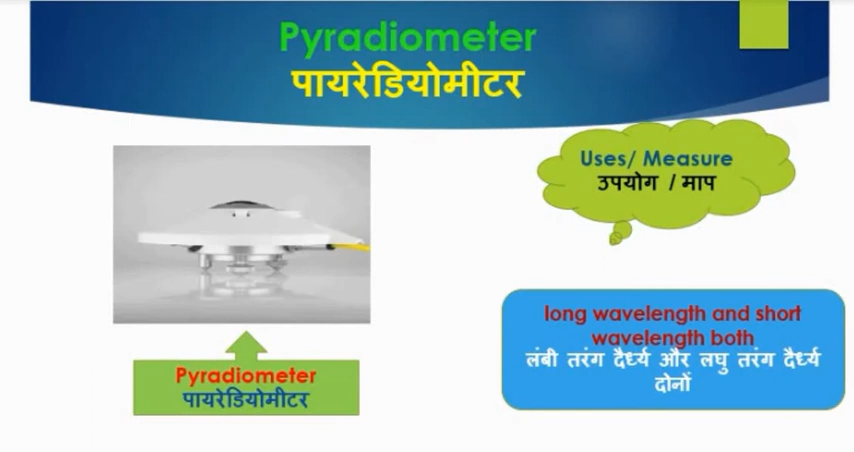 Pyradiometer
पायरेडियोमीटर
Uses/ Measure
उपयोग / माप
long wavelength and short
wavelength both
लंबी तरंग दैर्ध्य और लघु तरंग दैर्ध्य
दोनों
Pyradiometer
पायरेडियोमीटर